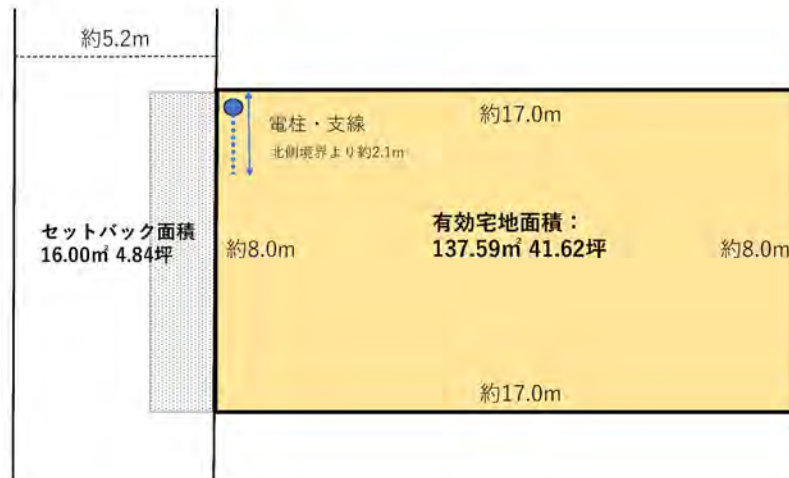 約5.2m
電柱・支線
北側境界より約2.1m
約17.0m
セットバック面積
16.00㎡ 4.84坪
約8.0m
有効宅地面積：
137.59㎡ 41.62坪
約8.0m
約17.0m